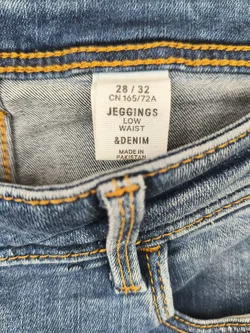 28 / 32
CN 165/72A
JEGGINGS
LOW
WAIST
&DENIM
MADE IN
PAKISTAN